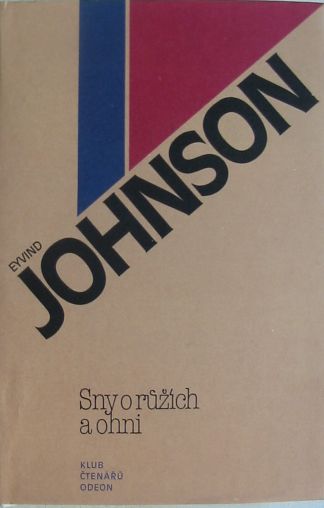 EYVIND
JOHNSON
Sny o růžích
a ohni
KLUB
ČTENÁŘŮ
ODEON